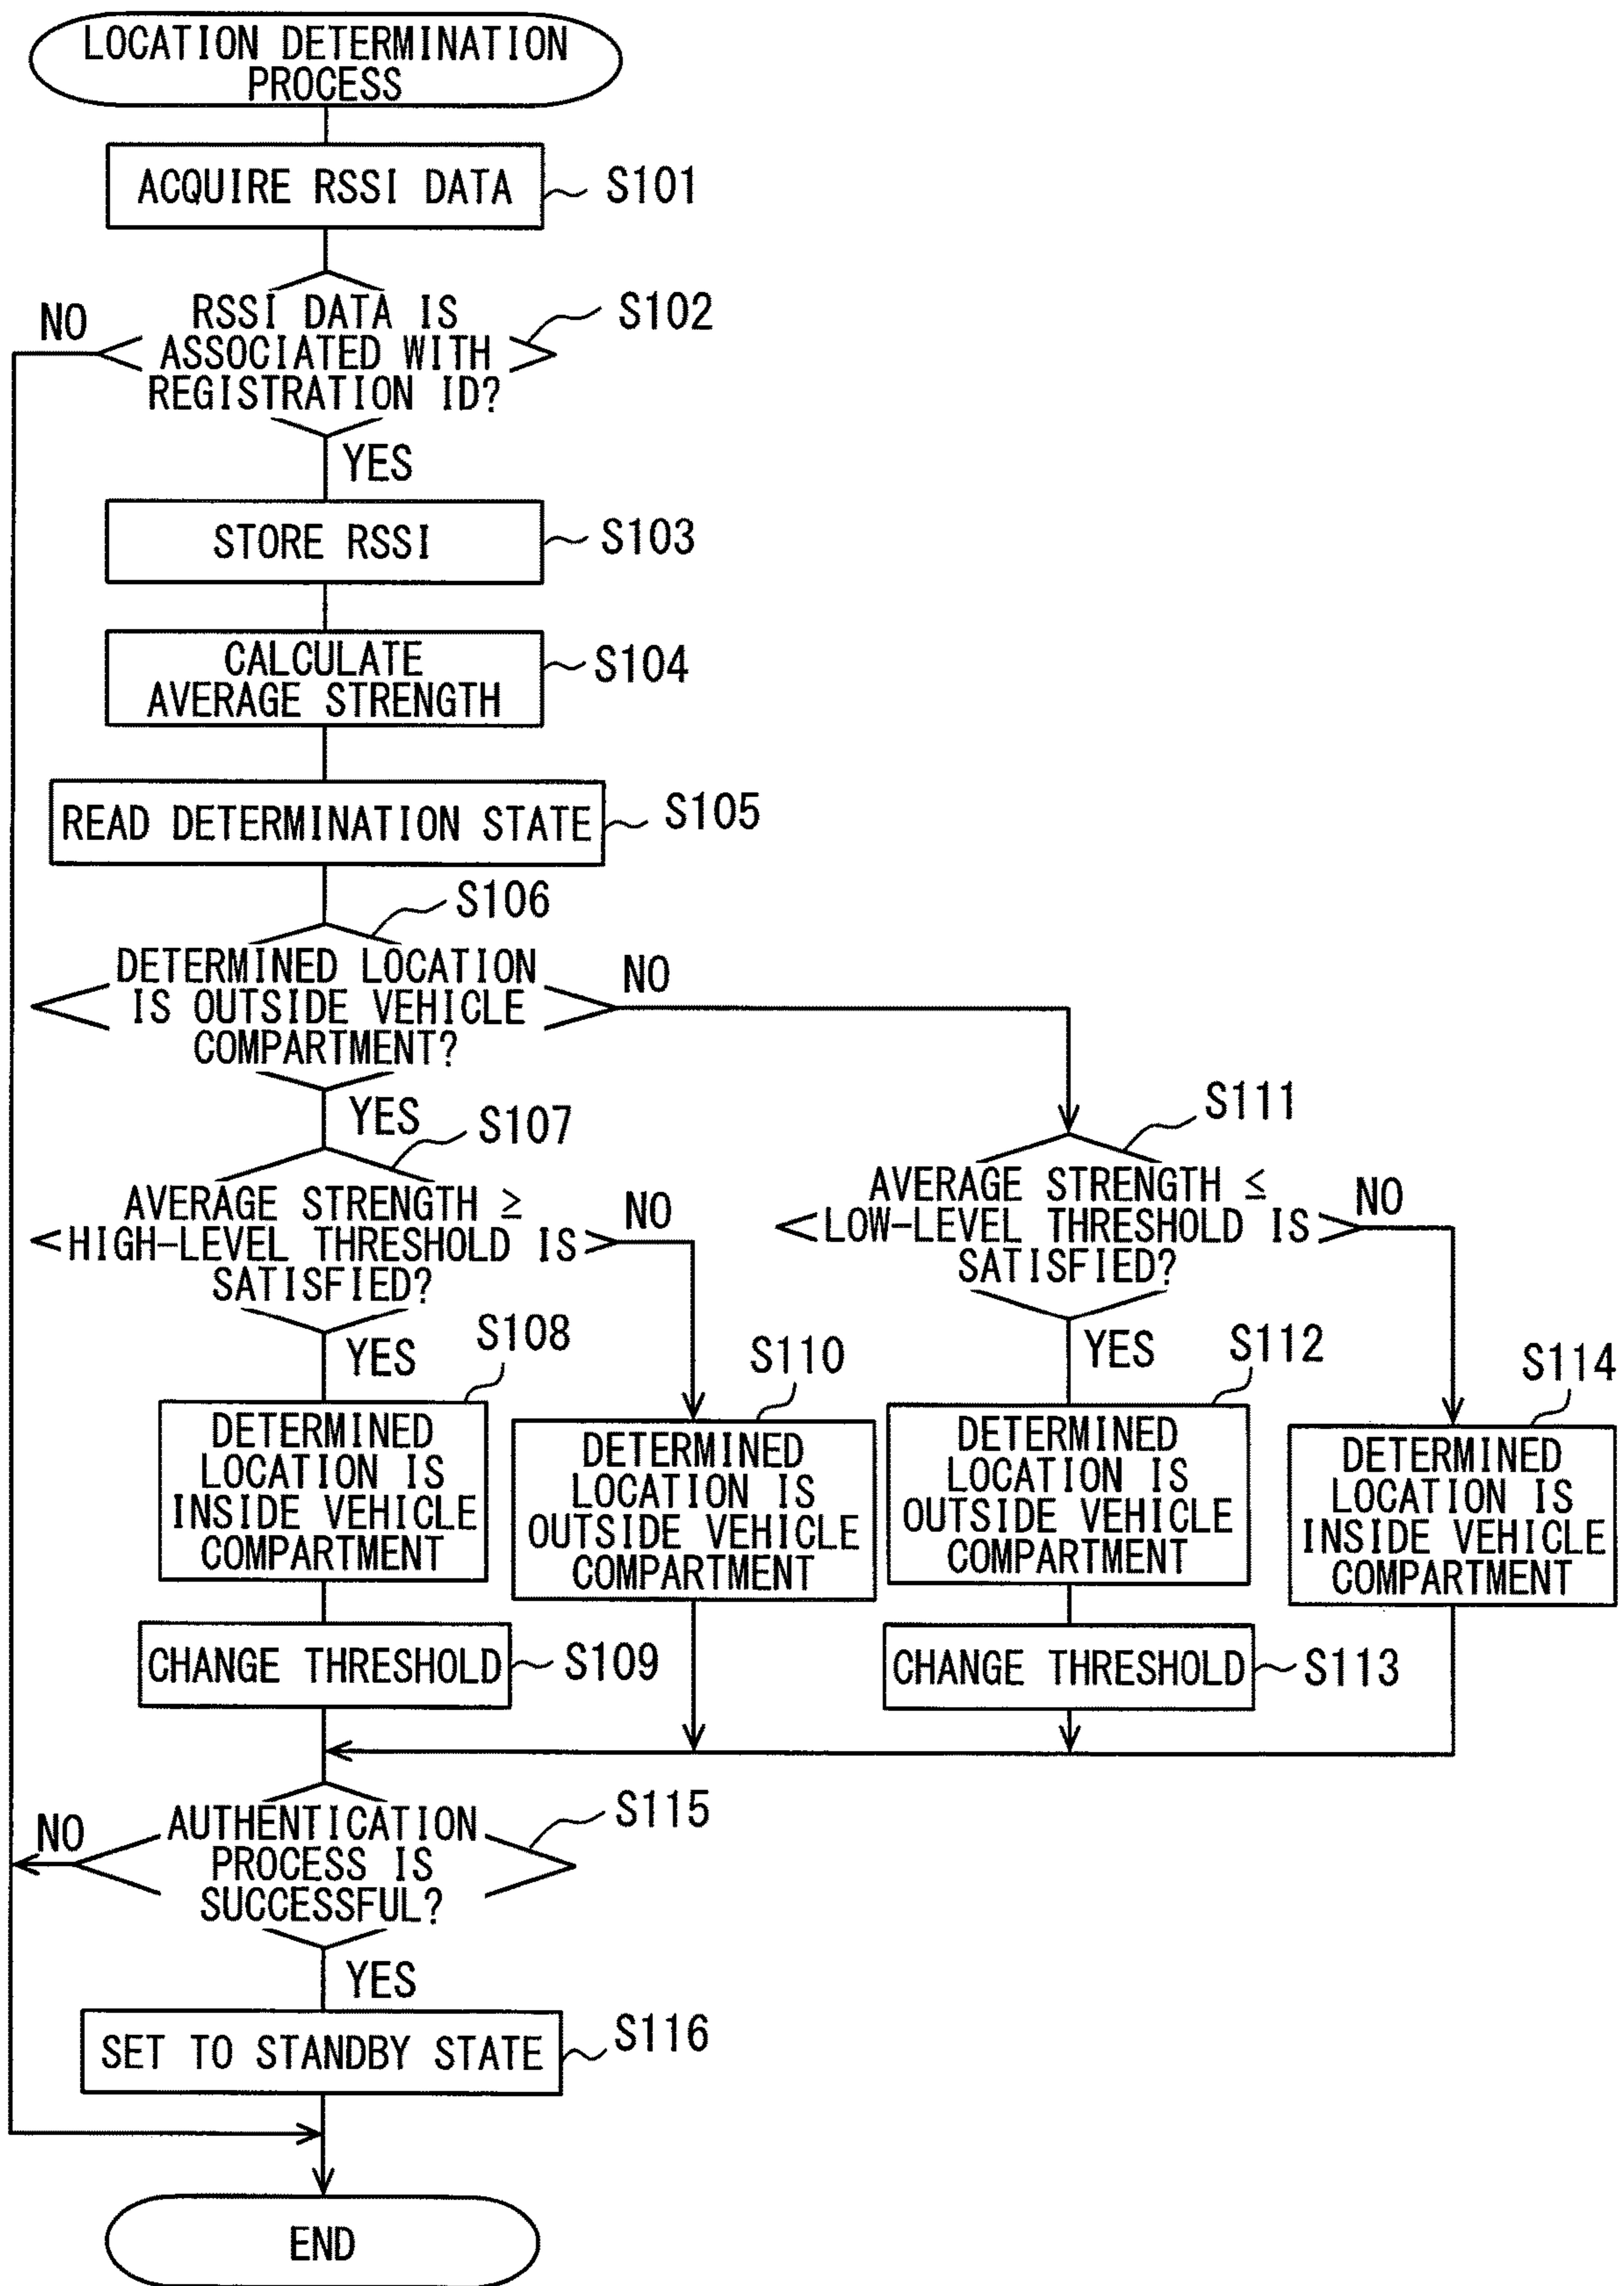 LOCATION DETERMINATION
PROCESS
ACQUIRE RSSI DATA
S101
RSSI DATA IS
ASSOCIATED WITH
REGISTRATION ID?
S102
NO
YES
STORE RSSI
S103
CALCULATE
AVERAGE STRENGTH
S104
READ DETERMINATION STATE
S105
S106
DETERMINED LOCATION
IS OUTSIDE VEHICLE
COMPARTMENT?
NO
YES
S107
AVERAGE STRENGTH ≥
HIGH-LEVEL THRESHOLD IS
SATISFIED?
NO
YES
S111
AVERAGE STRENGTH ≤
LOW-LEVEL THRESHOLD IS
SATISFIED?
NO
YES
S108
DETERMINED
LOCATION IS
INSIDE VEHICLE
COMPARTMENT
S110
DETERMINED
LOCATION IS
OUTSIDE VEHICLE
COMPARTMENT
S112
DETERMINED
LOCATION IS
OUTSIDE VEHICLE
COMPARTMENT
S114
DETERMINED
LOCATION IS
INSIDE VEHICLE
COMPARTMENT
CHANGE THRESHOLD
S109
CHANGE THRESHOLD
S113
AUTHENTICATION
PROCESS IS
SUCCESSFUL?
S115
NO
YES
SET TO STANDBY STATE
S116
END